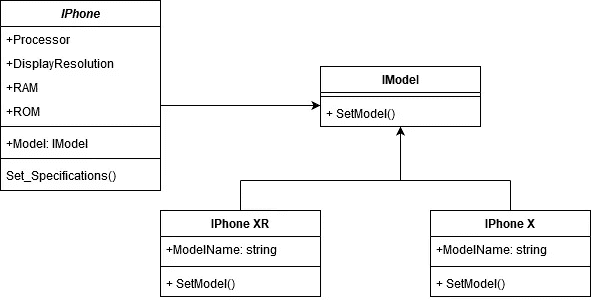 IPhone
+Processor
+DisplayResolution
+RAM
+ROM
+Model: IModel
Set_Specifications()
IModel
+ SetModel()
IPhone XR
+ModelName: string
+ SetModel()
IPhone X
+ModelName: string
+ SetModel()